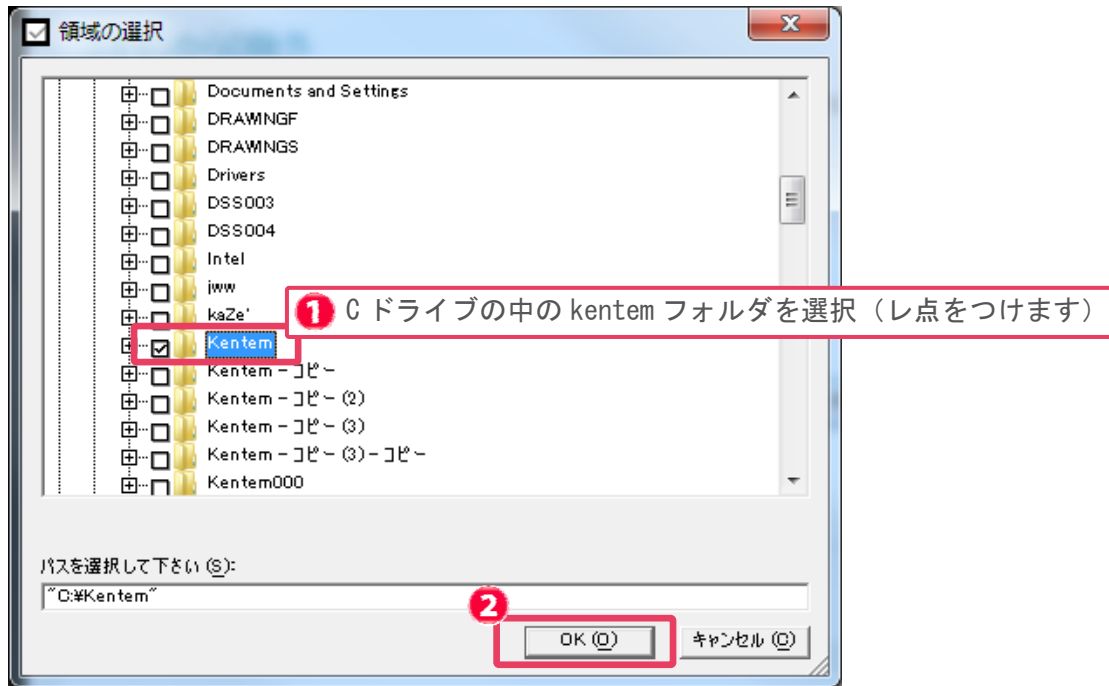 領域の選択
Documents and Settings
DRAWINGF
DRAWINGS
Drivers
DSS003
DSS004
Intel
jww
kaZe'
❶ C ドライブの中の kentem フォルダを選択（レ点をつけます）
Kentem
Kentem - コピー
Kentem - コピー (2)
Kentem - コピー (3)
Kentem - コピー (3) - コピー
Kentem000
パスを選択して下さい (S):
"C:¥Kentem"
❷
OK (O)
キャンセル (C)